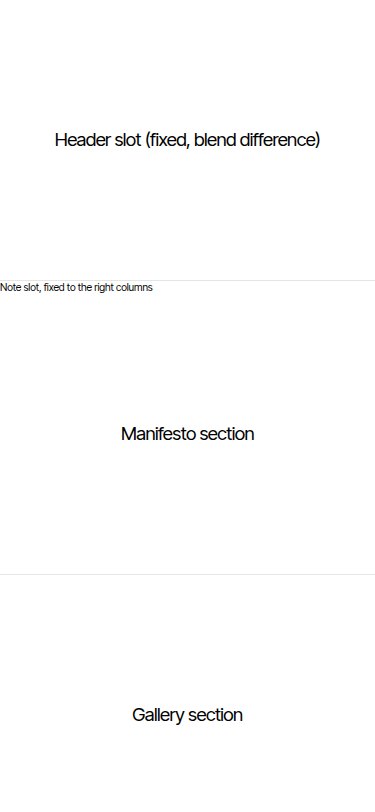 Header slot (fixed, blend difference)
Note slot, fixed to the right columns
Manifesto section
Gallery section